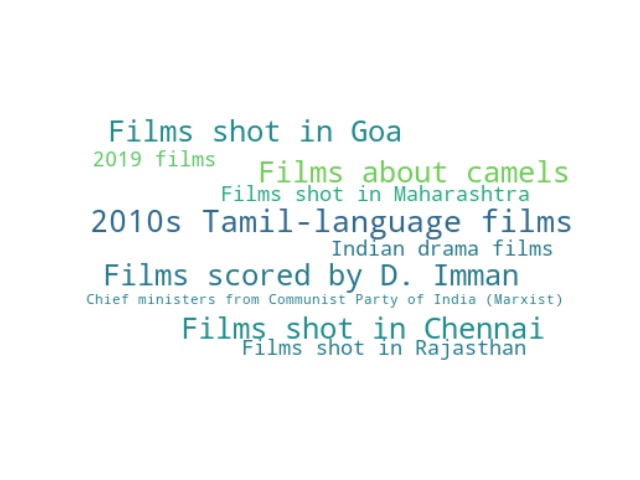 Films shot in Goa
2019 films
Films about camels
Films shot in Maharashtra
2010s Tamil-language films
Indian drama films
Films scored by D. Imman
Chief ministers from Communist Party of India (Marxist)
Films shot in Chennai
Films shot in Rajasthan